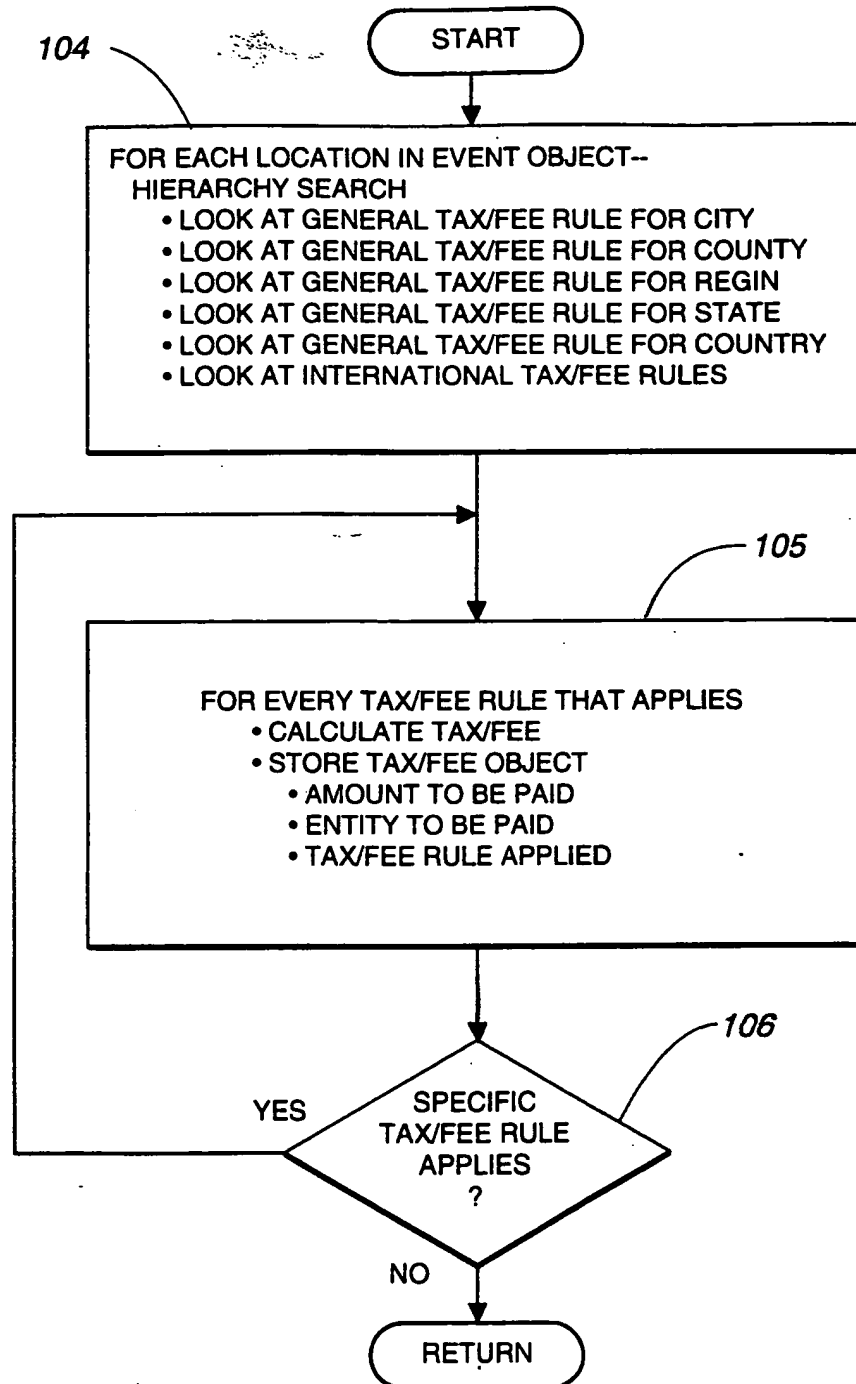 START
104
FOR EACH LOCATION IN EVENT OBJECT--
HIERARCHY SEARCH
• LOOK AT GENERAL TAX/FEE RULE FOR CITY
• LOOK AT GENERAL TAX/FEE RULE FOR COUNTY
• LOOK AT GENERAL TAX/FEE RULE FOR REGIN
• LOOK AT GENERAL TAX/FEE RULE FOR STATE
• LOOK AT GENERAL TAX/FEE RULE FOR COUNTRY
• LOOK AT INTERNATIONAL TAX/FEE RULES
105
FOR EVERY TAX/FEE RULE THAT APPLIES
• CALCULATE TAX/FEE
• STORE TAX/FEE OBJECT
• AMOUNT TO BE PAID
• ENTITY TO BE PAID
• TAX/FEE RULE APPLIED
106
YES
SPECIFIC
TAX/FEE RULE
APPLIES
?
NO
RETURN